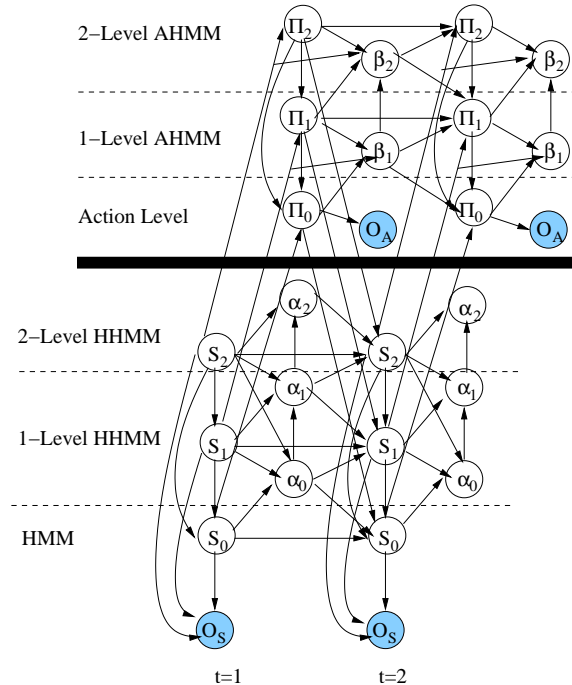 2−Level AHMM
Π2 Π2
β2 β2
1−Level AHMM
Π1 Π1
β1 β1
Action Level
Π0 Π0
OA OA
2−Level HHMM
α2 α2
S2 S2
α1 α1
1−Level HHMM
S1 S1
α0 α0
HMM
S0 S0
OS OS
t=1 t=2